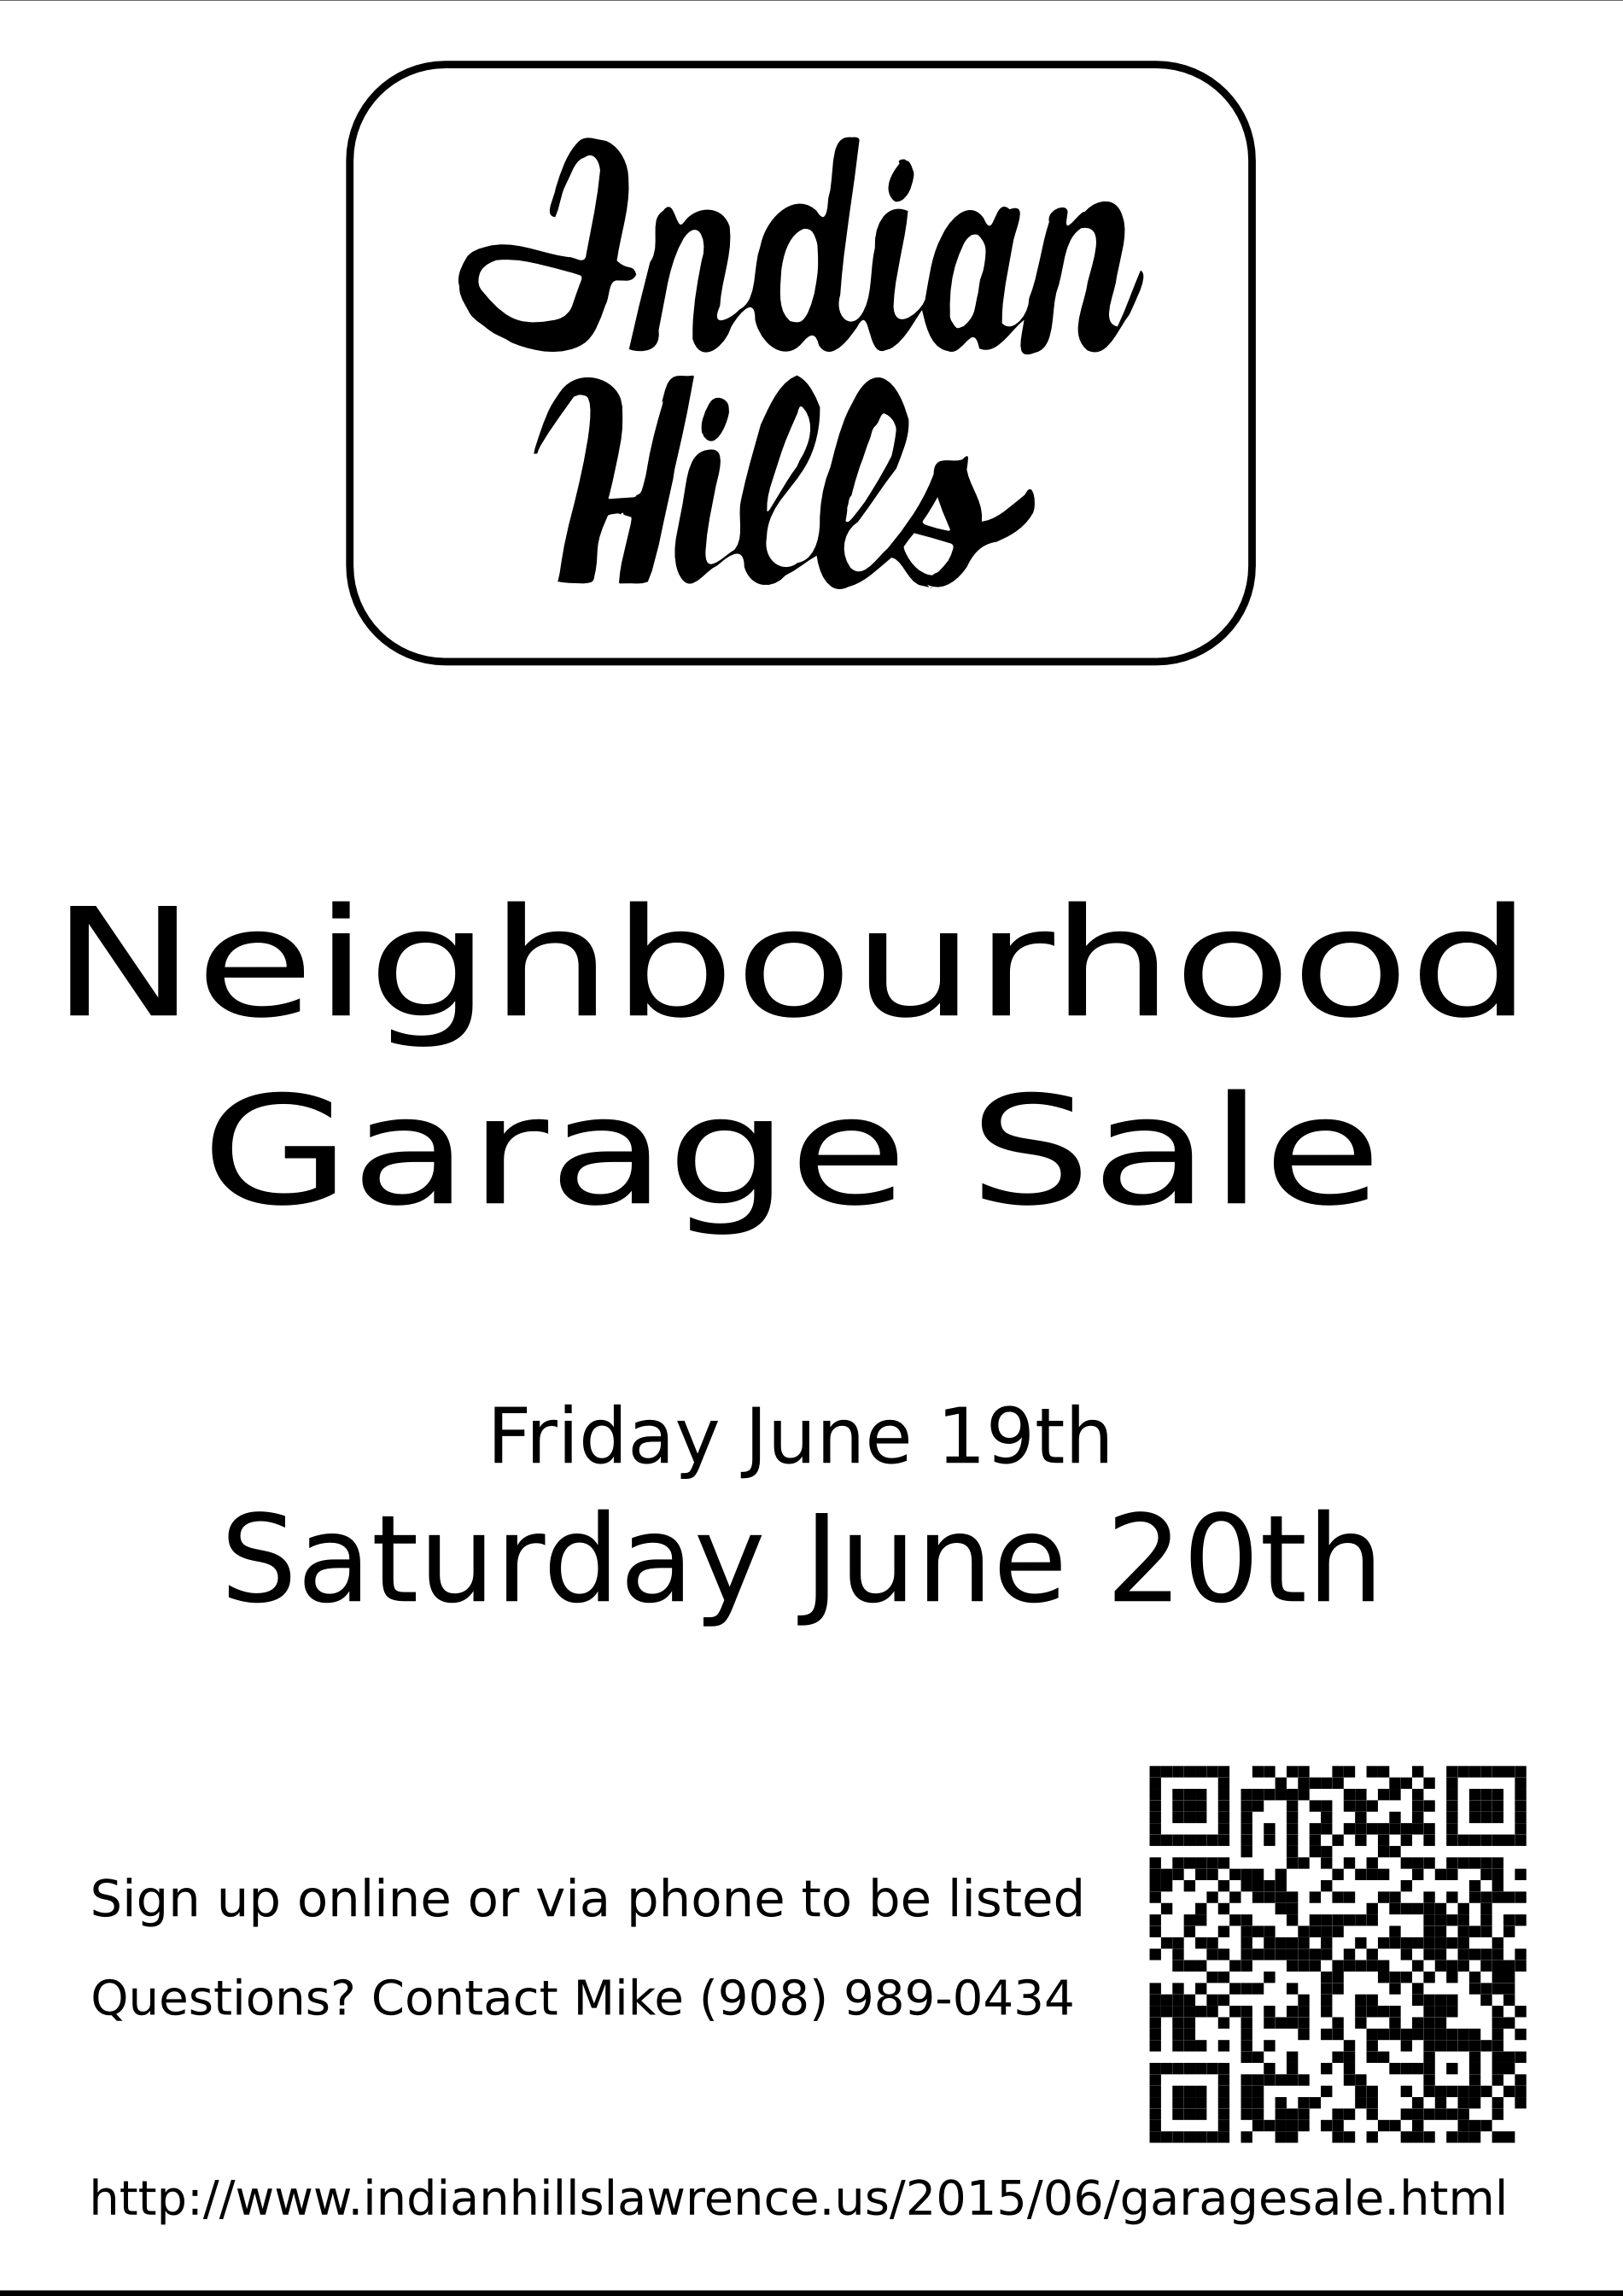 Indian
Hills
Neighbourhood
Garage Sale
Friday June 19th
Saturday June 20th
Sign up online or via phone to be listed
Questions? Contact Mike (908) 989-0434
http://www.indianhillslawrence.us/2015/06/garagesale.html